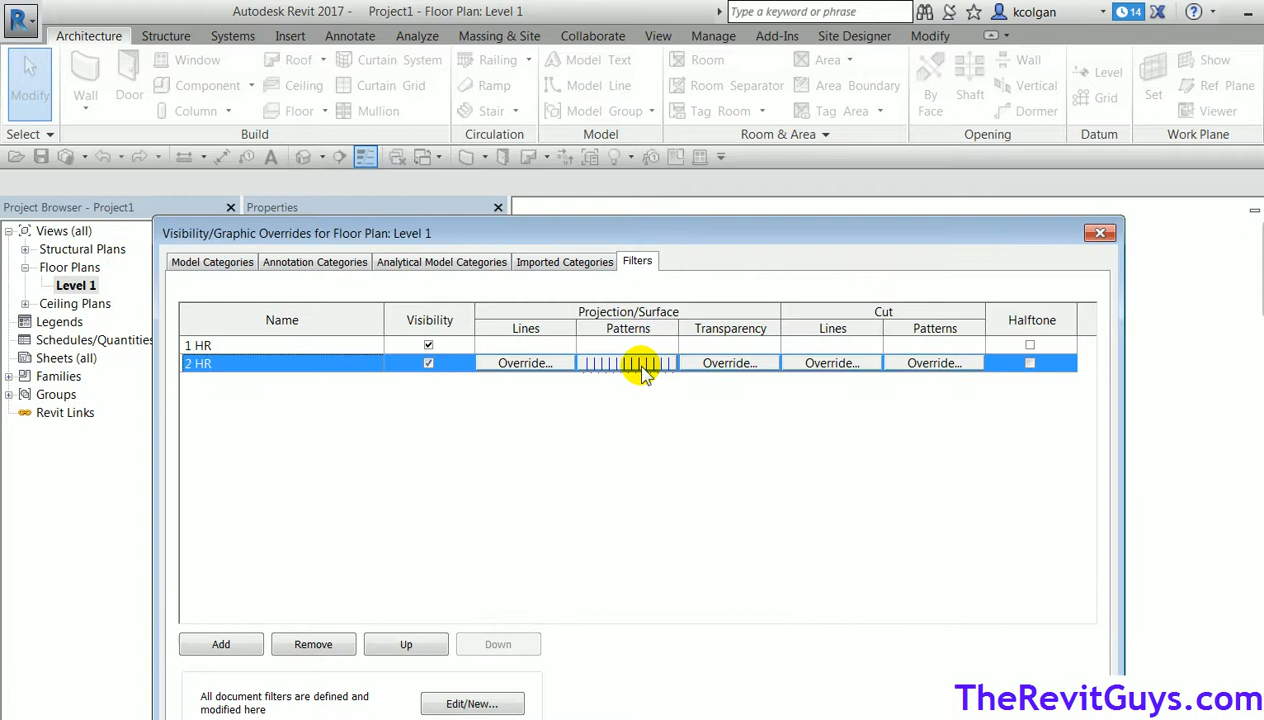 Autodesk Revit 2017 - Project1 - Floor Plan: Level 1
Type a keyword or phrase
kcolgan
14
Architecture Structure Systems Insert Annotate Analyze Massing & Site Collaborate View Manage Add-Ins Site Designer Modify
Modify
Wall
Door
Window
Component
Column
Roof
Ceiling
Floor
Curtain System
Curtain Grid
Mullion
Railing
Ramp
Stair
Model Text
Model Line
Model Group
Room
Room Separator
Tag Room
Area
Area Boundary
Tag Area
By
Face
Shaft
Wall
Vertical
Dormer
Level
Grid
Set
Show
Ref Plane
Viewer
Select Build Circulation Model Room & Area Opening Datum Work Plane
Project Browser - Project1
Properties
Views (all)
Structural Plans
Floor Plans
Level 1
Ceiling Plans
Legends
Schedules/Quantities
Sheets (all)
Families
Groups
Revit Links
Visibility/Graphic Overrides for Floor Plan: Level 1
Model Categories Annotation Categories Analytical Model Categories Imported Categories Filters
Name Visibility Projection/Surface Cut Halftone
Lines Patterns Transparency Lines Patterns
1 HR
2 HR Override... Override... Override... Override...
Add Remove Up Down
All document filters are defined and
modified here
Edit/New...
TheRevitGuys.com